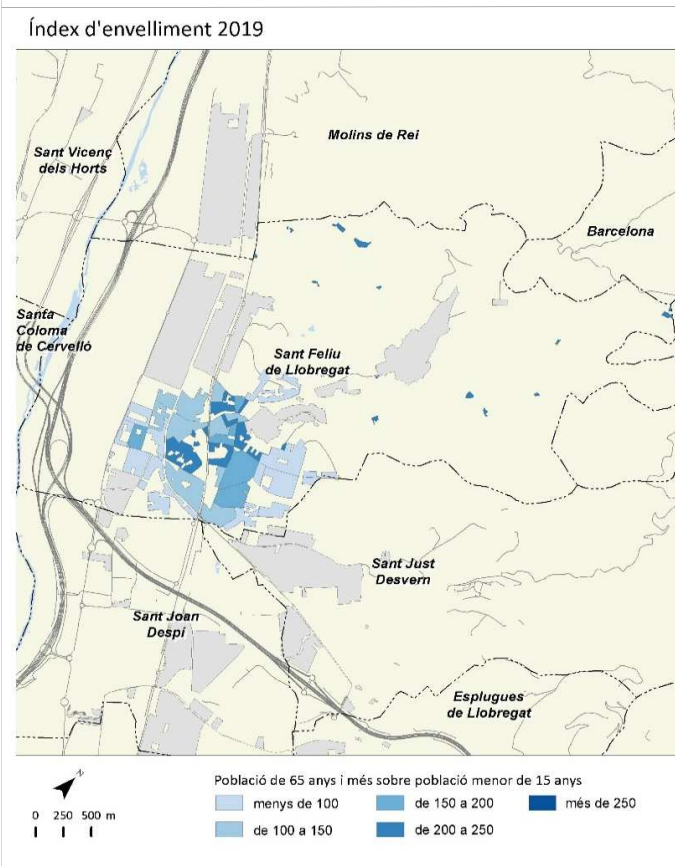 Índex d'envelliment 2019
Molins de Rei
Sant Vicenç
dels Horts
Barcelona
Santa
Coloma
de Cervelló
Sant Feliu
de Llobregat
Sant Just
Desvern
Sant Joan
Despí
Esplugues
de Llobregat
N
0 250 500 m
Població de 65 anys i més sobre població menor de 15 anys
menys de 100
de 150 a 200
més de 250
de 100 a 150
de 200 a 250